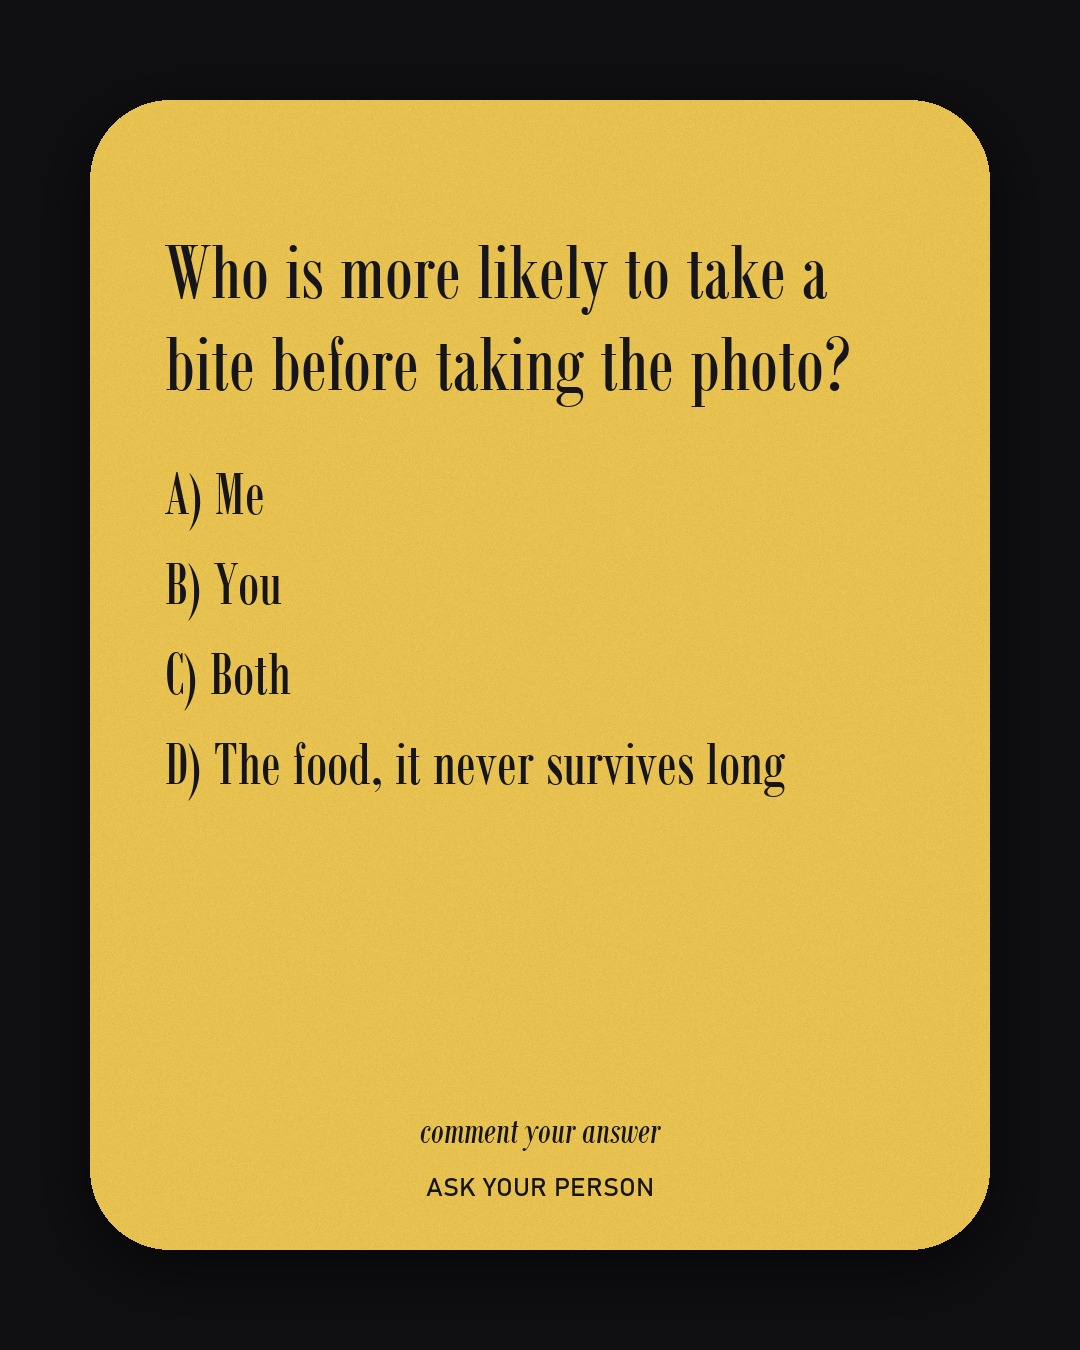 Who is more likely to take a
bite before taking the photo?
A) Me
B) You
C) Both
D) The food, it never survives long
comment your answer
ASK YOUR PERSON